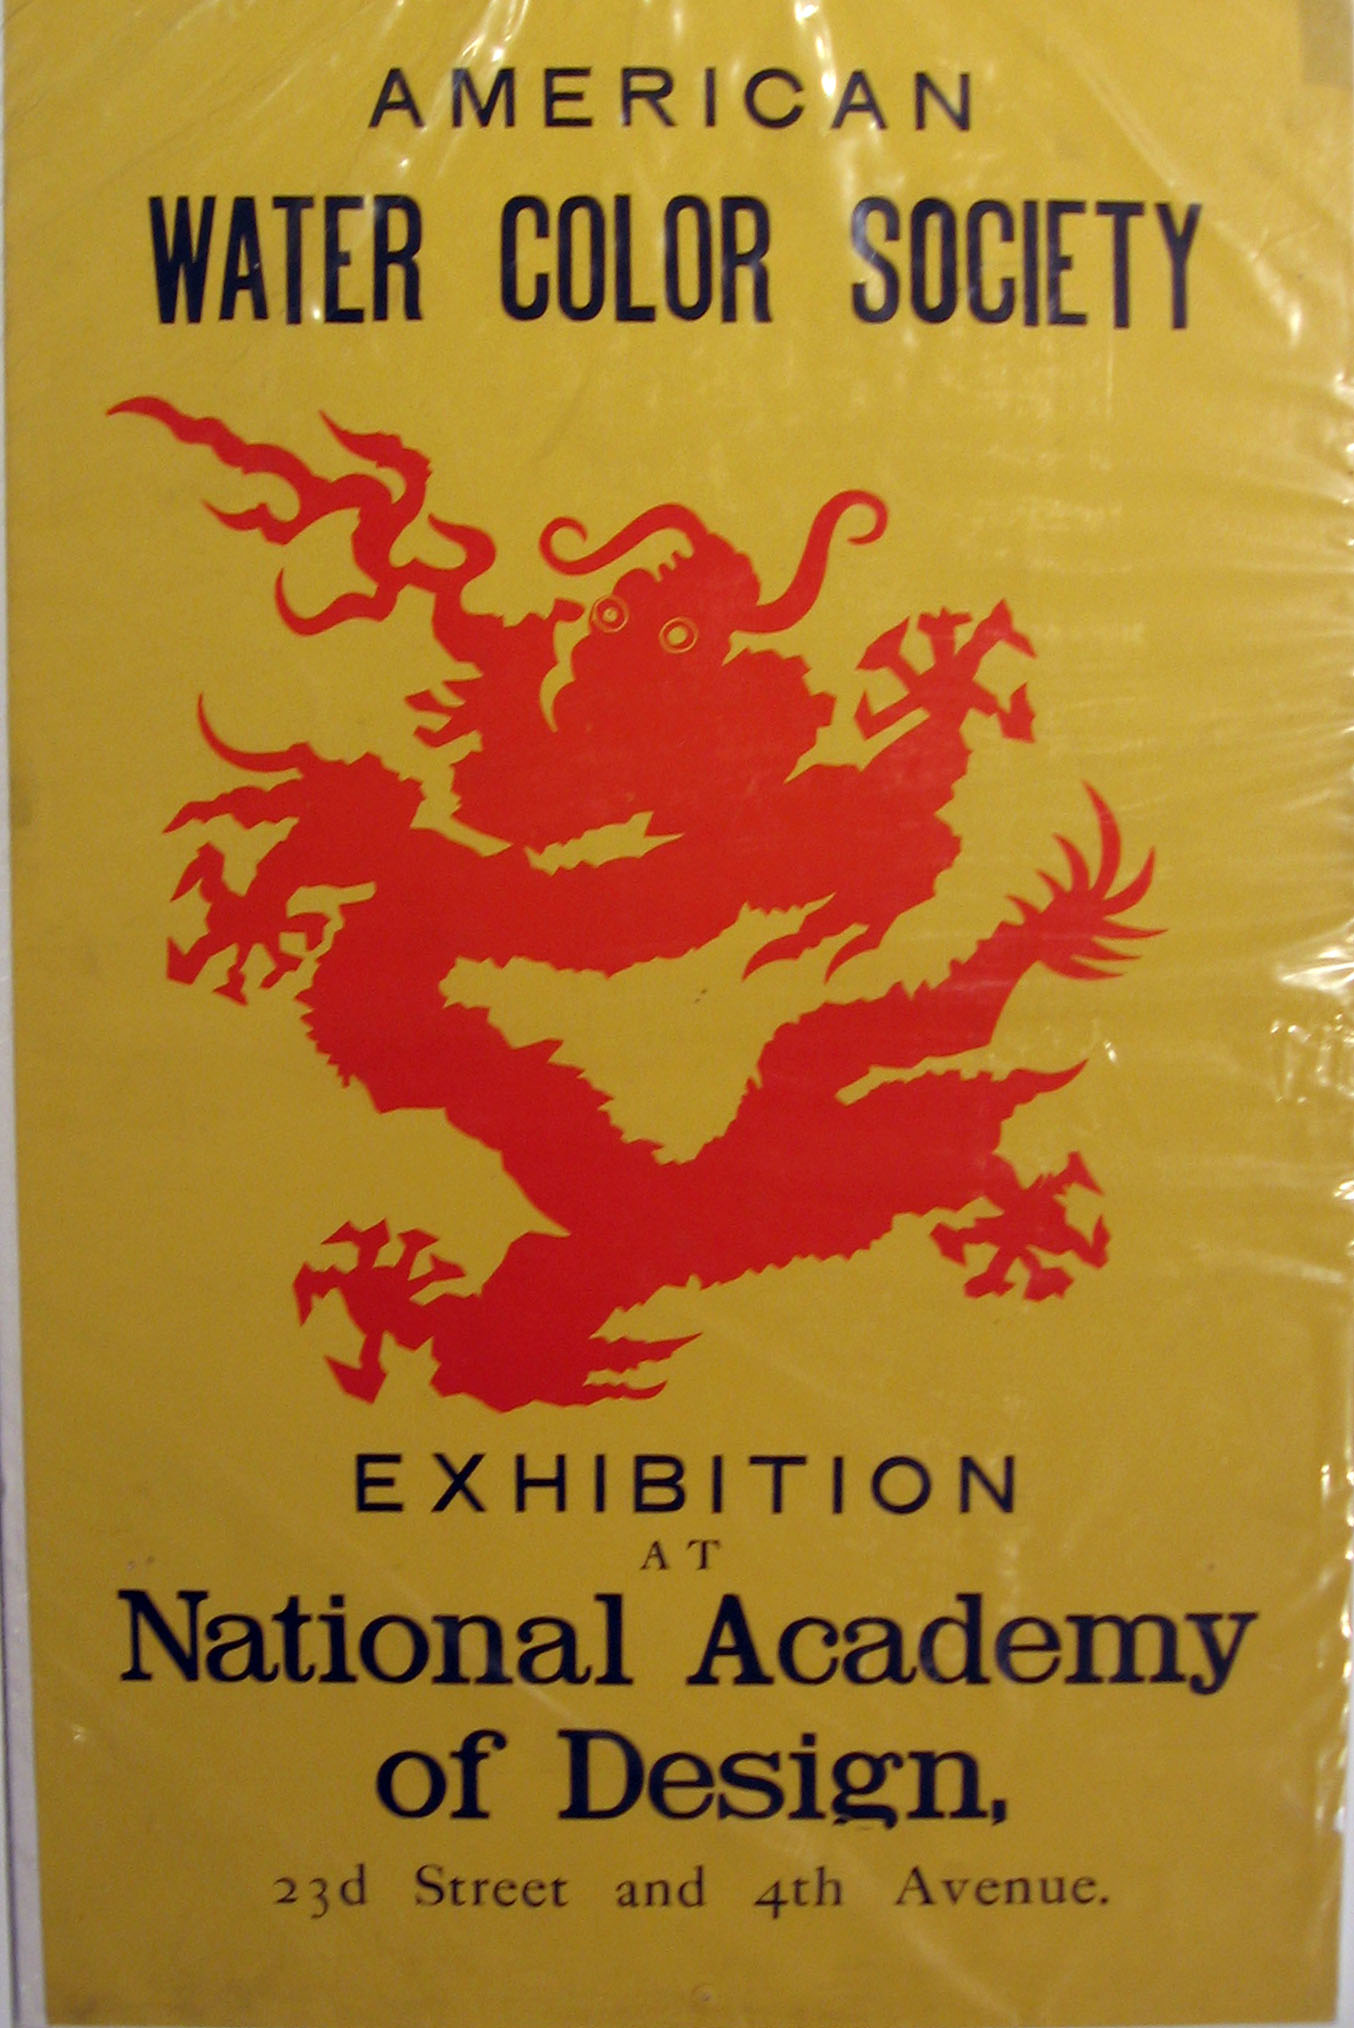 AMERICAN
WATER COLOR SOCIETY
EXHIBITION
AT
National Academy
of Design,
23d Street and 4th Avenue.